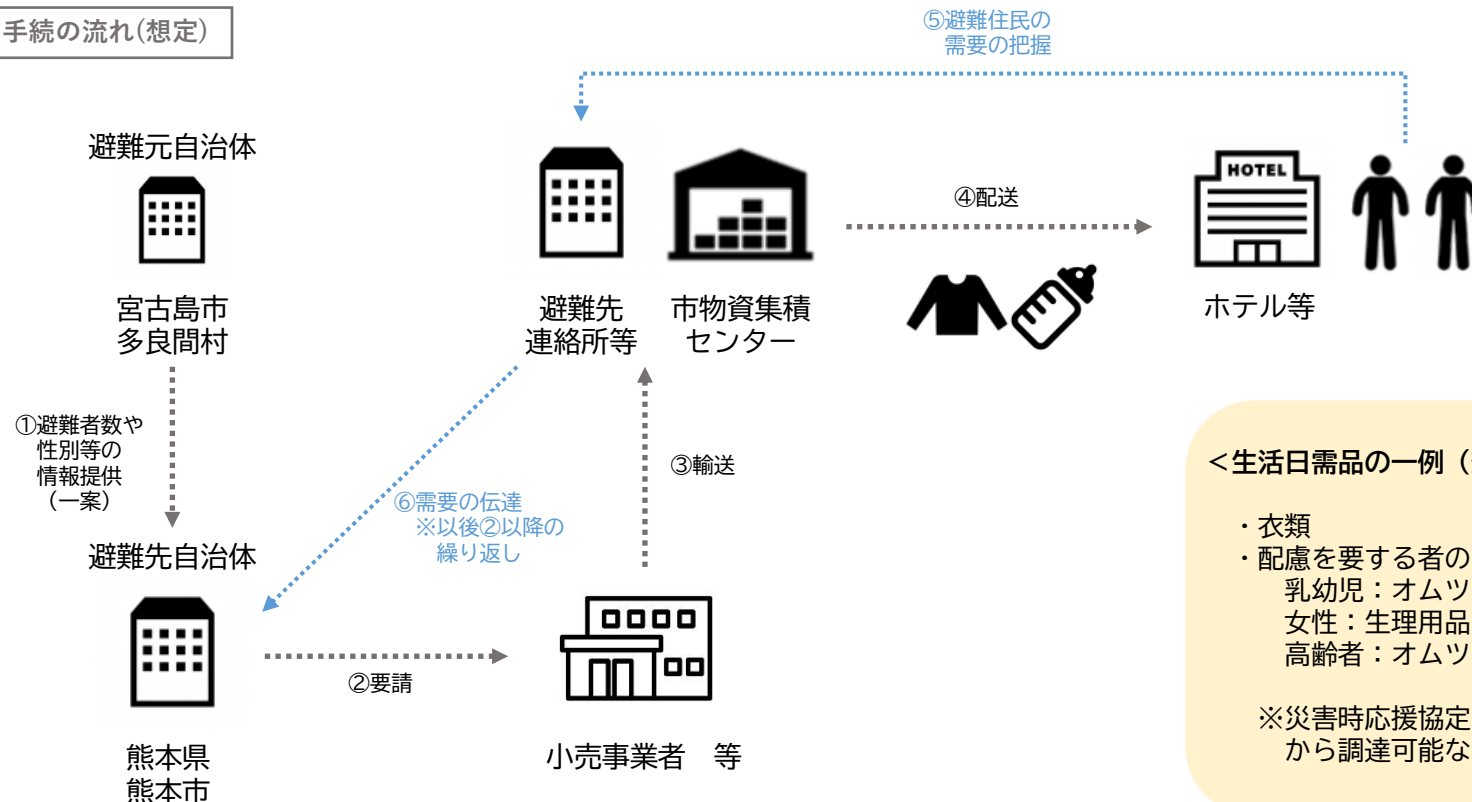 手続の流れ(想定)
⑤避難住民の
需要の把握
避難元自治体
宮古島市
多良間村
HOTEL
④配送
避難先
連絡所等
市物資集積
センター
ホテル等
①避難者数や
性別等の
情報提供
（一案）
③輸送
⑥需要の伝達
※以後②以降の
繰り返し
避難先自治体
②要請
熊本県
熊本市
小売事業者　等
＜生活日需品の一例（
・衣類
・配慮を要する者の
乳幼児：オムツ
女性：生理用品
高齢者：オムツ
※災害時応援協定
から調達可能な